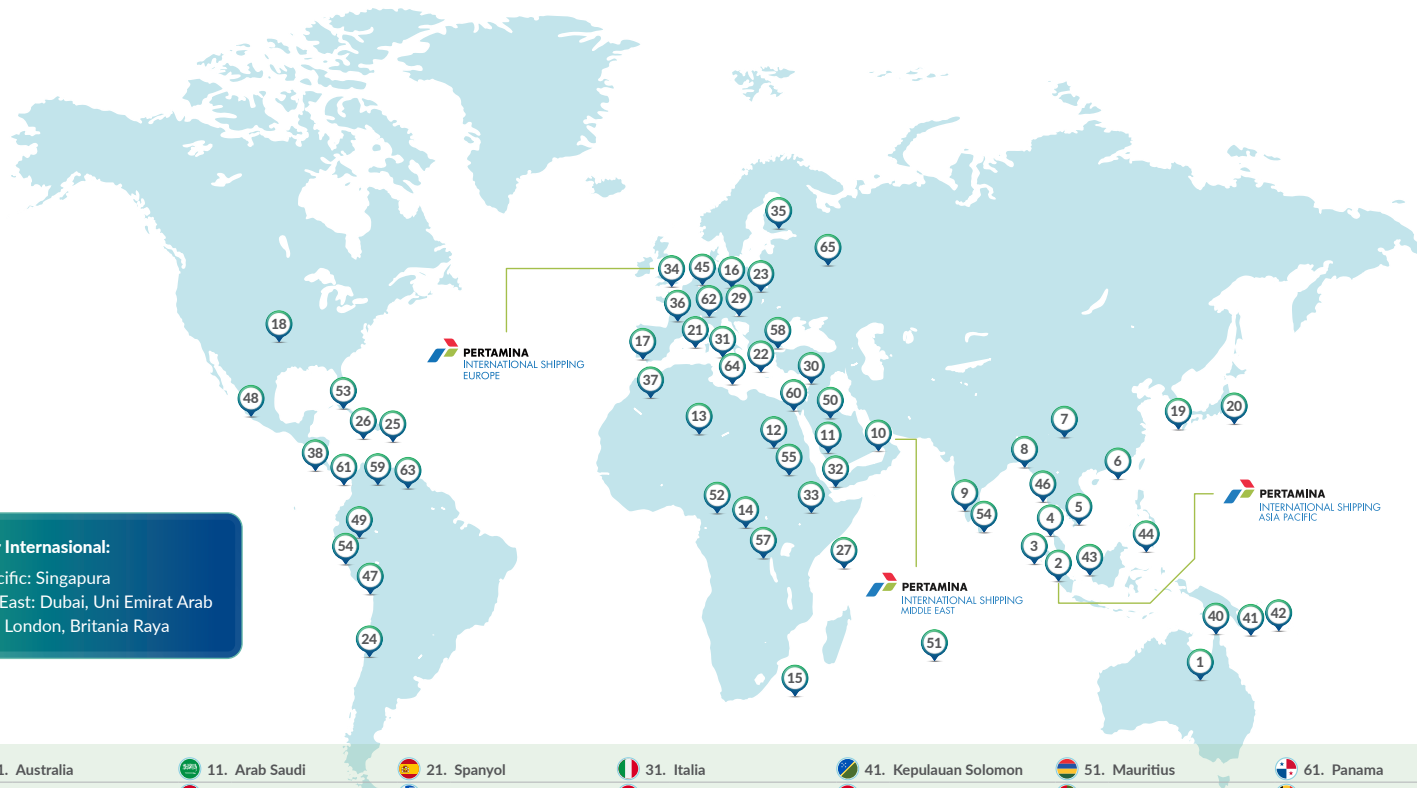 35
65
34 45 16 23
36 62 29
18
17 21 31 58
22
64 30
PERTAMINA
INTERNATIONAL SHIPPING
EUROPE
37
53
48
60 50
26 25
13
12 11 10
7
19 20
38
61 59 63
55
32
8
6
46
9
54
52
14
33
4 5
PERTAMINA
INTERNATIONAL SHIPPING
ASIA PACIFIC
49
54
57
27
3
2
43
44
47
PERTAMINA
INTERNATIONAL SHIPPING
MIDDLE EAST
Internasional:
Singapura
East: Dubai, Uni Emirat Arab
London, Britania Raya
24
51
40 41 42
1
15
1. Australia
11. Arab Saudi
21. Spanyol
31. Italia
41. Kepulauan Solomon
51. Mauritius
61. Panama